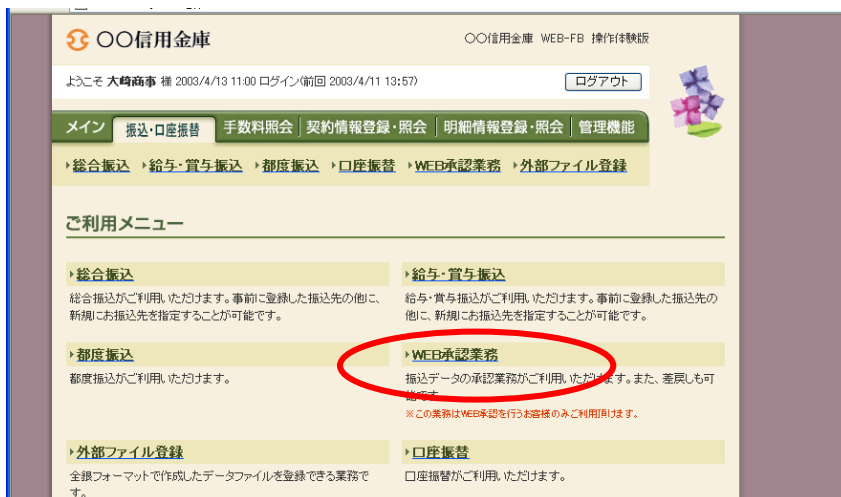 〇〇信用金庫
〇〇信用金庫 WEB-FB 操作体験版
ようこそ 大崎商事 様 2003/4/13 11:00 ログイン(前回 2003/4/11 13:57)
ログアウト
メイン 振込・口座振替 手数料照会 契約情報登録・照会 明細情報登録・照会 管理機能
総合振込 給与・賞与振込 都度振込 口座振替 WEB承認業務 外部ファイル登録
ご利用メニュー
総合振込
総合振込がご利用いただけます。事前に登録した振込先の他に、
新規にお振込先を指定することが可能です。
給与・賞与振込
給与・賞与振込がご利用いただけます。事前に登録した振込先の
他に、新規にお振込先を指定することが可能です。
都度振込
都度振込がご利用いただけます。
WEB承認業務
振込データの承認業務がご利用いただけます。また、差戻しも可
能です。
※この業務はWEB承認を行うお客様のみご利用頂けます。
外部ファイル登録
全銀フォーマットで作成したデータファイルを登録できる業務で
す。
口座振替
口座振替がご利用いただけます。